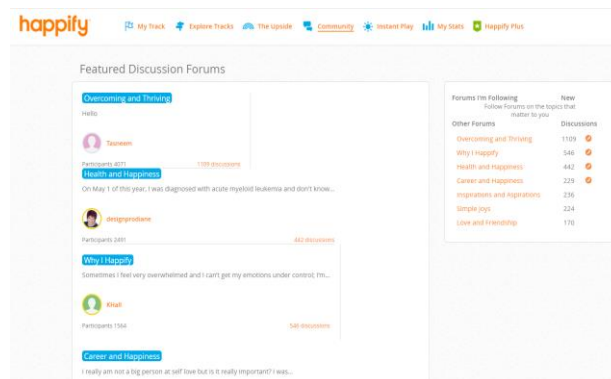 happify
My Track Explore Tracks The Upside Community Instant Play My Stats Happify Plus
Featured Discussion Forums
Overcoming and Thriving
Hello
Tasneem
Participants 4071 1109 discussions
Health and Happiness
On May 1 of this year, I was diagnosed with acute myeloid leukemia and don't know...
designprodiane
Participants 2491 442 discussions
Why I Happify
Sometimes I feel very overwhelmed and I can't get my emotions under control; I'm...
KHall
Participants 1564 546 discussions
Career and Happiness
I really am not a big person at self love but is it really important? I was...
Forums I'm Following New
Follow Forums on the topics that
matter to you
Other Forums Discussions
Overcoming and Thriving 1109
Why I Happify 546
Health and Happiness 442
Career and Happiness 229
Inspirations and Aspirations 236
Simple Joys 224
Love and Friendship 170